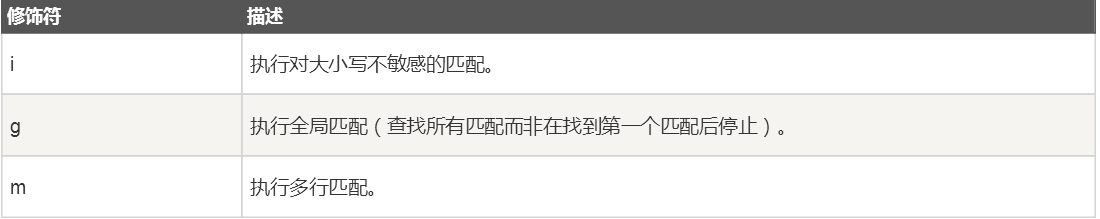 修饰符 描述
i 执行对大小写不敏感的匹配。
g 执行全局匹配（查找所有匹配而非在找到第一个匹配后停止）。
m 执行多行匹配。